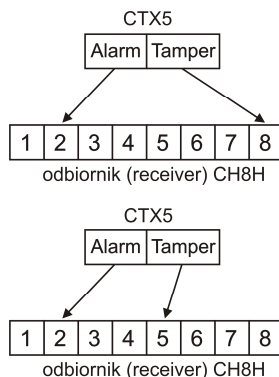 CTX5
Alarm Tamper
1 2 3 4 5 6 7 8
odbiornik (receiver) CH8H
CTX5
Alarm Tamper
1 2 3 4 5 6 7 8
odbiornik (receiver) CH8H